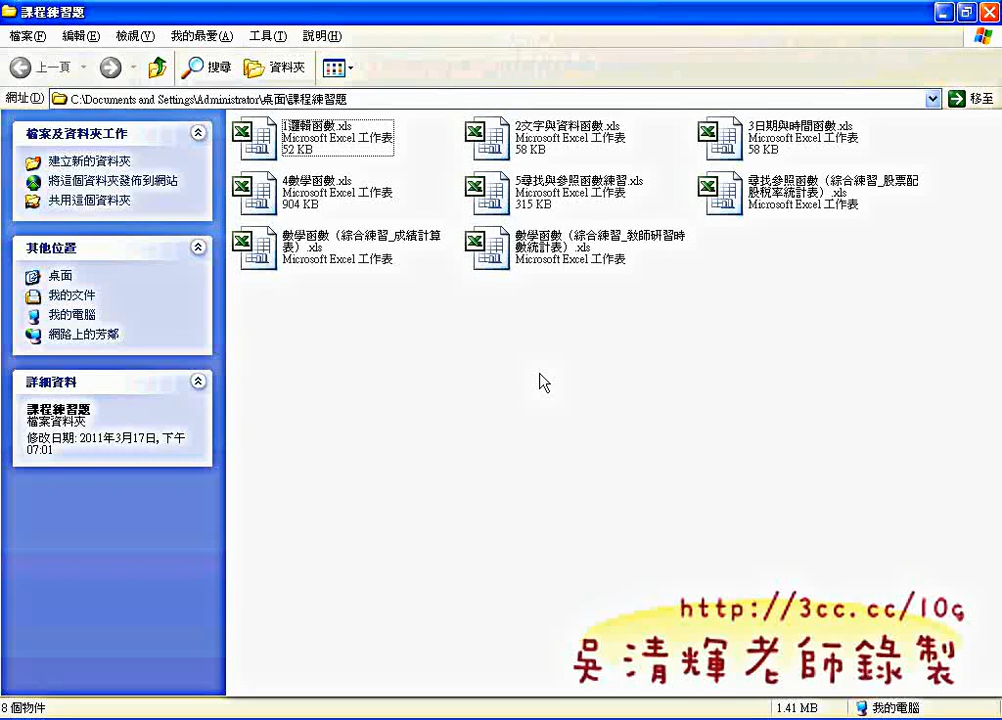 課程練習題
檔案(F) 編輯(E) 檢視(V) 我的最愛(A) 工具(T) 說明(H)
上一頁 搜尋 資料夾
網址(D) C:\Documents and Settings\Administrator\桌面\課程練習題 移至
檔案及資料夾工作
建立新的資料夾
將這個資料夾發佈到網站
共用這個資料夾
其他位置
桌面
我的文件
我的電腦
網路上的芳鄰
詳細資料
課程練習題
檔案資料夾
修改日期: 2011年3月17日, 下午
07:01
1邏輯函數.xls
Microsoft Excel 工作表
52 KB
2文字與資料函數.xls
Microsoft Excel 工作表
58 KB
3日期與時間函數.xls
Microsoft Excel 工作表
58 KB
4數學函數.xls
Microsoft Excel 工作表
904 KB
5尋找與參照函數練習.xls
Microsoft Excel 工作表
315 KB
尋找參照函數（綜合練習_股票配
股稅率統計表）.xls
Microsoft Excel 工作表
數學函數（綜合練習_成績計算
表）.xls
Microsoft Excel 工作表
數學函數（綜合練習_教師研習時
數統計表）.xls
Microsoft Excel 工作表
http://3cc.cc/10g
吳清輝老師錄製
8 個物件 1.41 MB 我的電腦